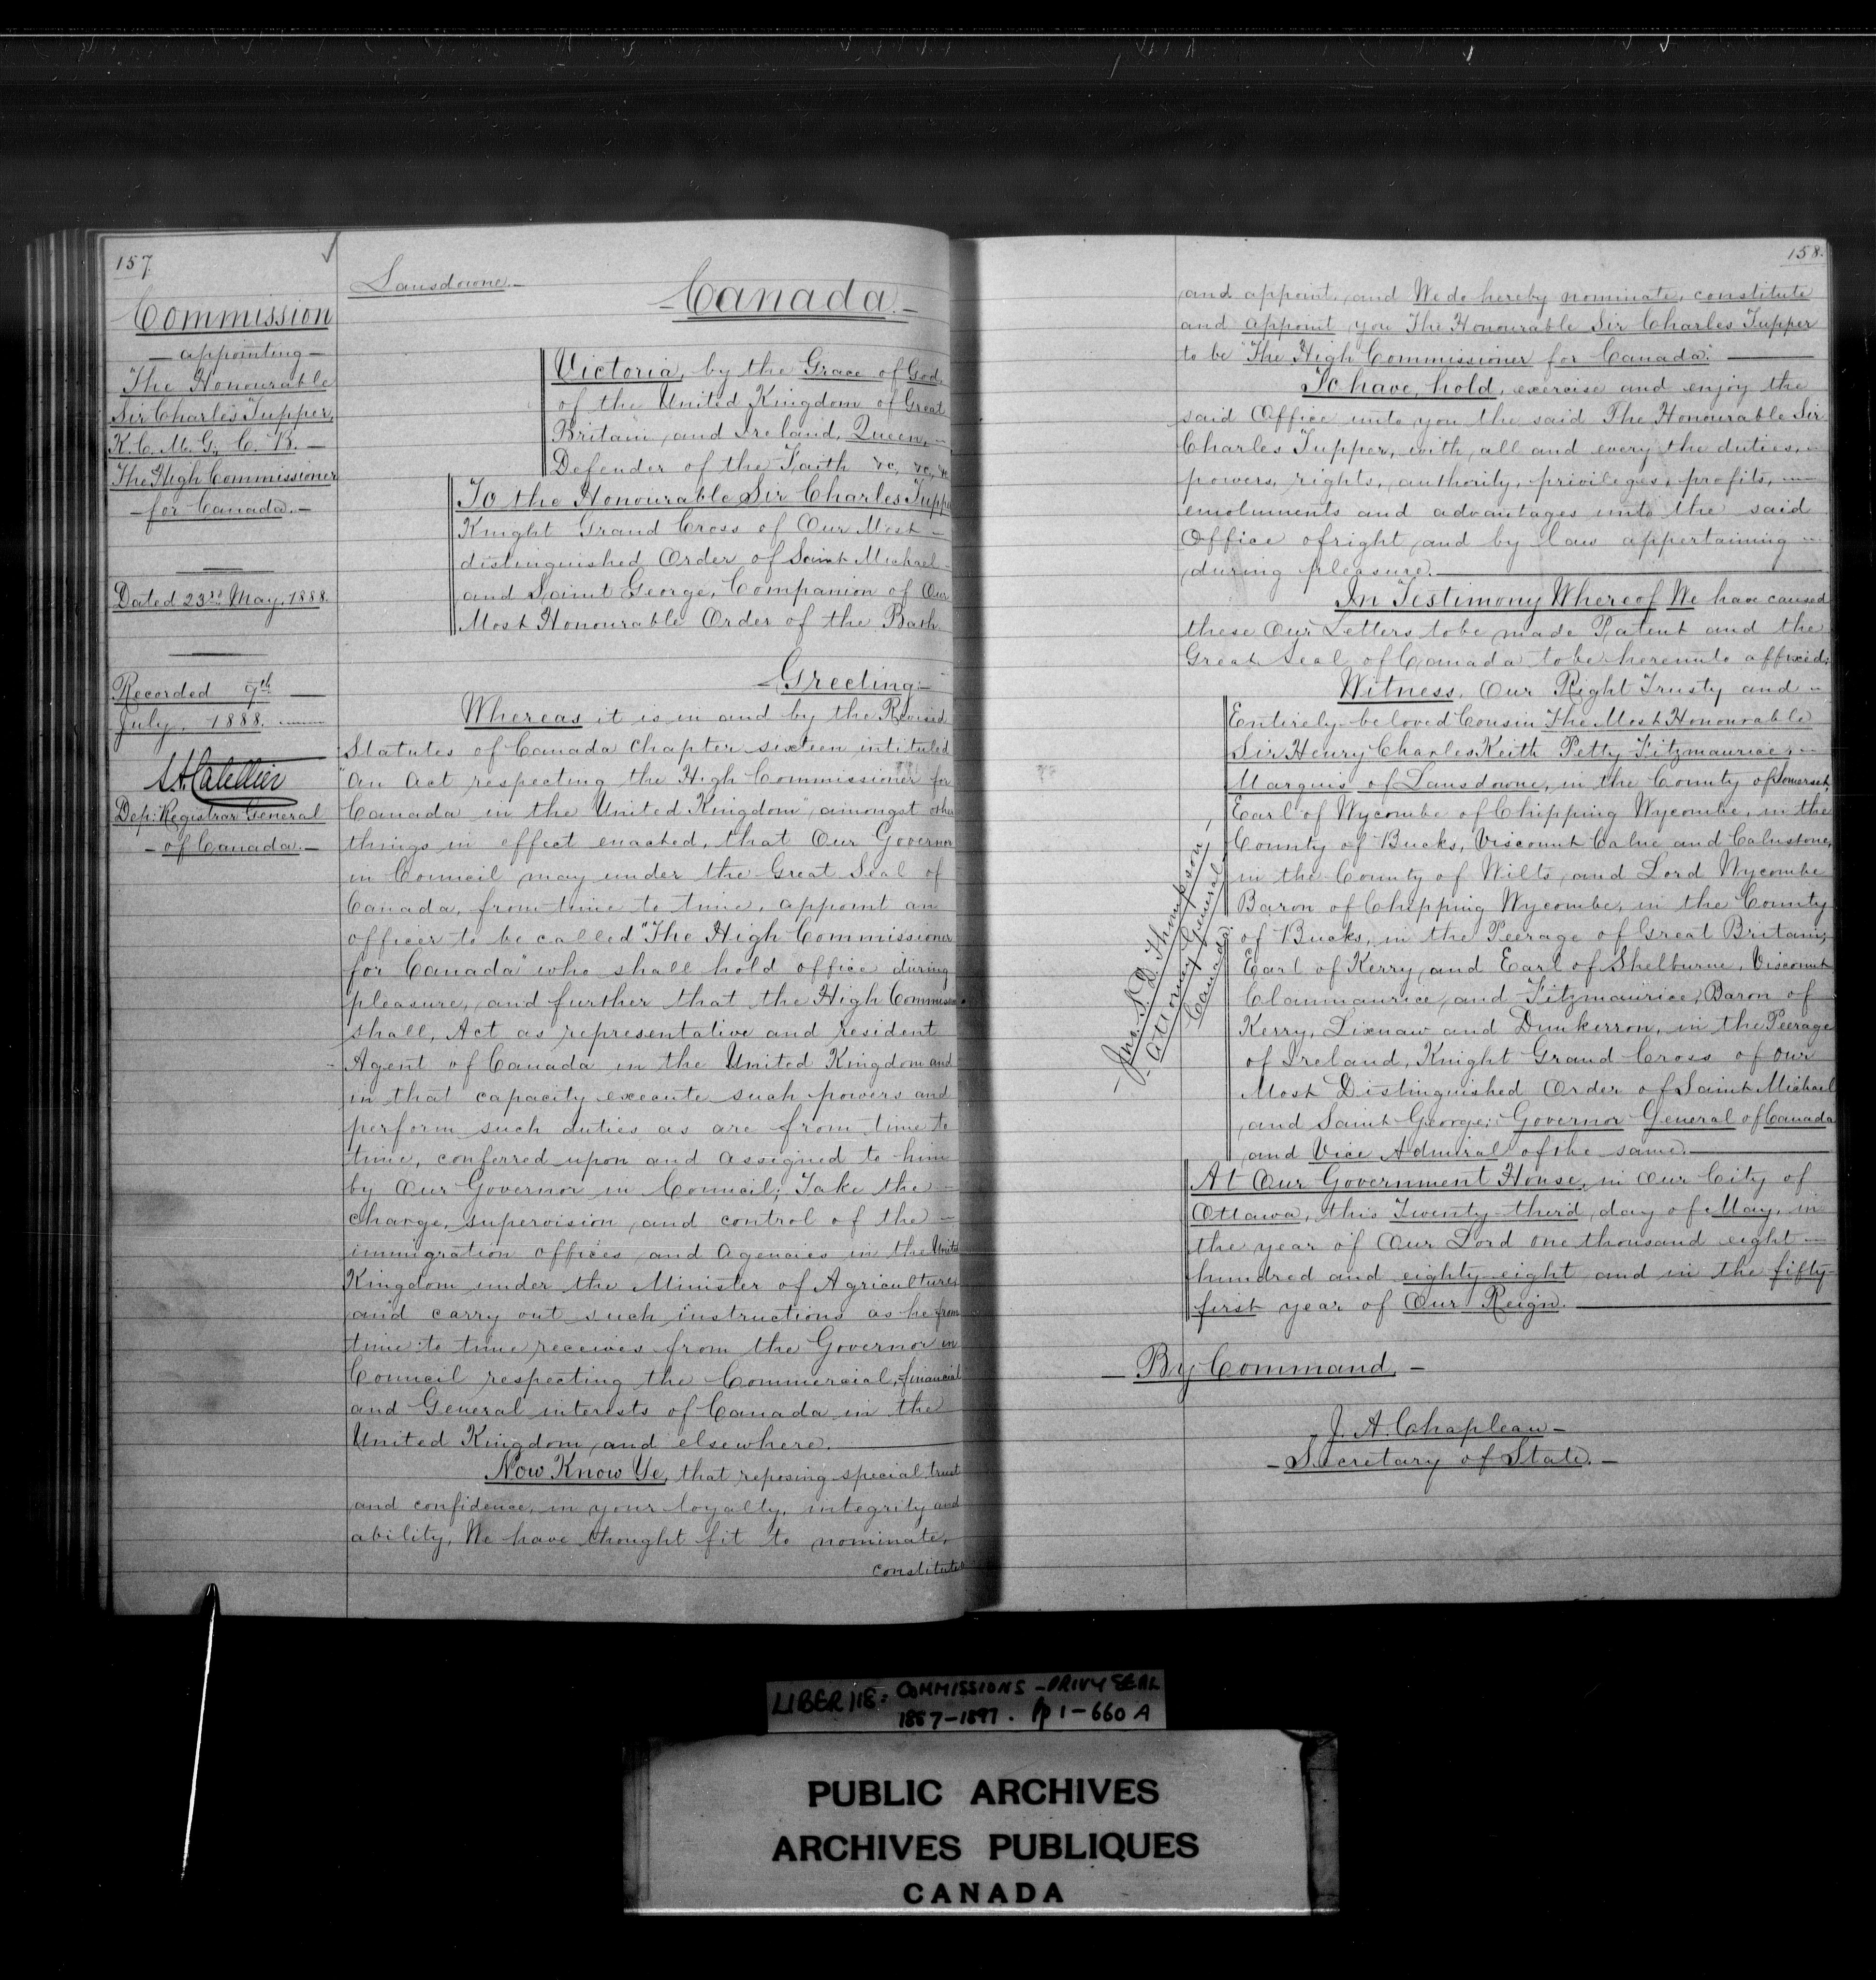 157.
Commission
- appointing -
The Honourable
Sir Charles Tupper,
K. C. M. G., C. B. -
The High Commissioner
- for Canada. -
Dated 23rd May, 1888.
Recorded 9th
July, 1888.
Dep: Registrar General
- of Canada. -
Lansdowne. -
- Canada. -
Victoria, by the Grace of God,
of the United Kingdom of Great
Britain and Ireland, Queen, -
Defender of the Faith &c, &c, &c
To the Honourable Sir Charles Tuppe
Knight Grand Cross of Our Most -
distinguished Order of Saint Michael -
and Saint George, Companion of Our
Most Honourable Order of the Bath.
- Greeting: -
Whereas it is in and by the Revised
Statutes of Canada Chapter sixteen intituled
"An Act respecting the High Commissioner for
Canada in the United Kingdom", amongst other
things in effect enacted, that Our Governor
in Council may under the Great Seal of
Canada, from time to time, appoint an
officer to be called "The High Commissioner
for Canada" who shall hold office during
pleasure, and further that the High Commiss
shall, Act as representative and resident
Agent of Canada in the United Kingdom and
in that capacity execute such powers and
perform such duties as are from time to
time, conferred upon and assigned to him
by Our Governor in Council; Take the -
charge, supervision, and control of the -
immigration offices and Agencies in the United
Kingdom under the Minister of Agriculture
and carry out such instructions as he from
time to time receives from the Governor in
Council respecting the Commercial, financial
and General interests of Canada in the
United Kingdom and elsewhere.
Now Know Ye, that reposing special trust
and confidence in your loyalty, integrity and
ability, We have thought fit to nominate,
constitute
158.
and appoint, and We do hereby nominate, constitute
and appoint you The Honourable Sir Charles Tupper
to be "The High Commissioner for Canada."
To have, hold, exercise and enjoy the
said Office unto you the said The Honourable Sir
Charles Tupper, with all and every the duties, -
powers, rights, authority, privileges, profits, -
emoluments and advantages unto the said
Office of right and by law appertaining -
during pleasure.
In Testimony Whereof We have caused
these Our Letters to be made Patent and the
Great Seal of Canada to be hereunto affixed:
Witness, Our Right Trusty and -
Entirely-beloved Cousin The Most Honourable
Sir Henry Charles Keith Petty Fitzmaurice, -
Marquis of Lansdowne, in the County of Somerset,
Earl of Wycombe of Chipping Wycombe, in the
County of Bucks, Viscount Calne and Calnstone,
in the County of Wilts, and Lord Wycombe
Baron of Chipping Wycombe, in the County
of Bucks, in the Peerage of Great Britain;
Earl of Kerry and Earl of Shelburne, Viscount
Clanmaurice and Fitzmaurice, Baron of
Kerry, Lixnaw and Dunkerron, in the Peerage
of Ireland, Knight Grand Cross of Our
Most Distinguished Order of Saint Michael
and Saint George: Governor General of Canada
and Vice Admiral of the same.
- Jno. S. D. Thompson, -
Attorney General,
Canada.
At Our Government House, in Our City of
Ottawa, this Twenty-third, day of May, in
the year of Our Lord one thousand eight -
hundred and eighty-eight and in the fifty-
first year of Our Reign.
- By Command, -
J. A. Chapleau -
- Secretary of State. -
LIBER 118: COMMISSIONS - PRIVY SEAL
1887-1897. pp 1-660 A
PUBLIC ARCHIVES
ARCHIVES PUBLIQUES
CANADA